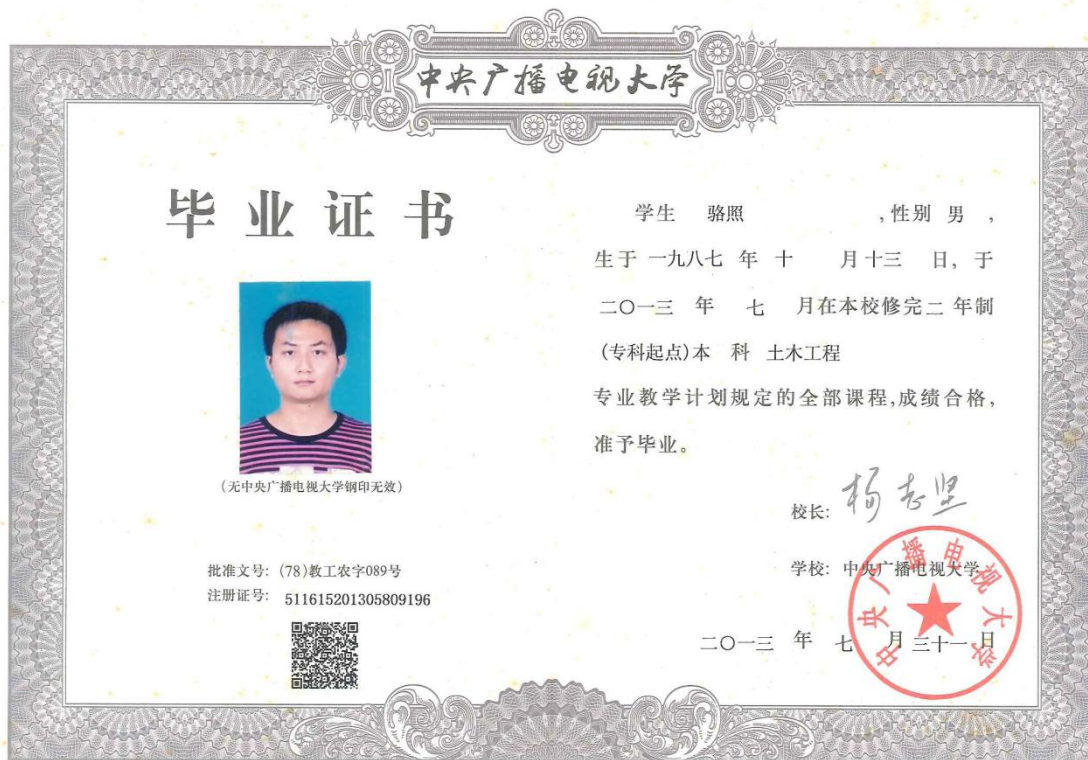 中央广播电视大学
毕业证书
(无中央广播电视大学钢印无效)
批准文号: (78)教工农字089号
注册证号: 511615201305809196
学生 骆照 ,性别 男 ,
生于 一九八七 年 十 月 十三 日, 于
二〇一三 年 七 月在本校修完 二 年制
(专科起点)本 科 土木工程
专业教学计划规定的全部课程,成绩合格,
准予毕业。
校长: 杨志坚
学校: 中央广播电视大学
中央广播电视大学
二〇一三 年 七 月 三十一 日